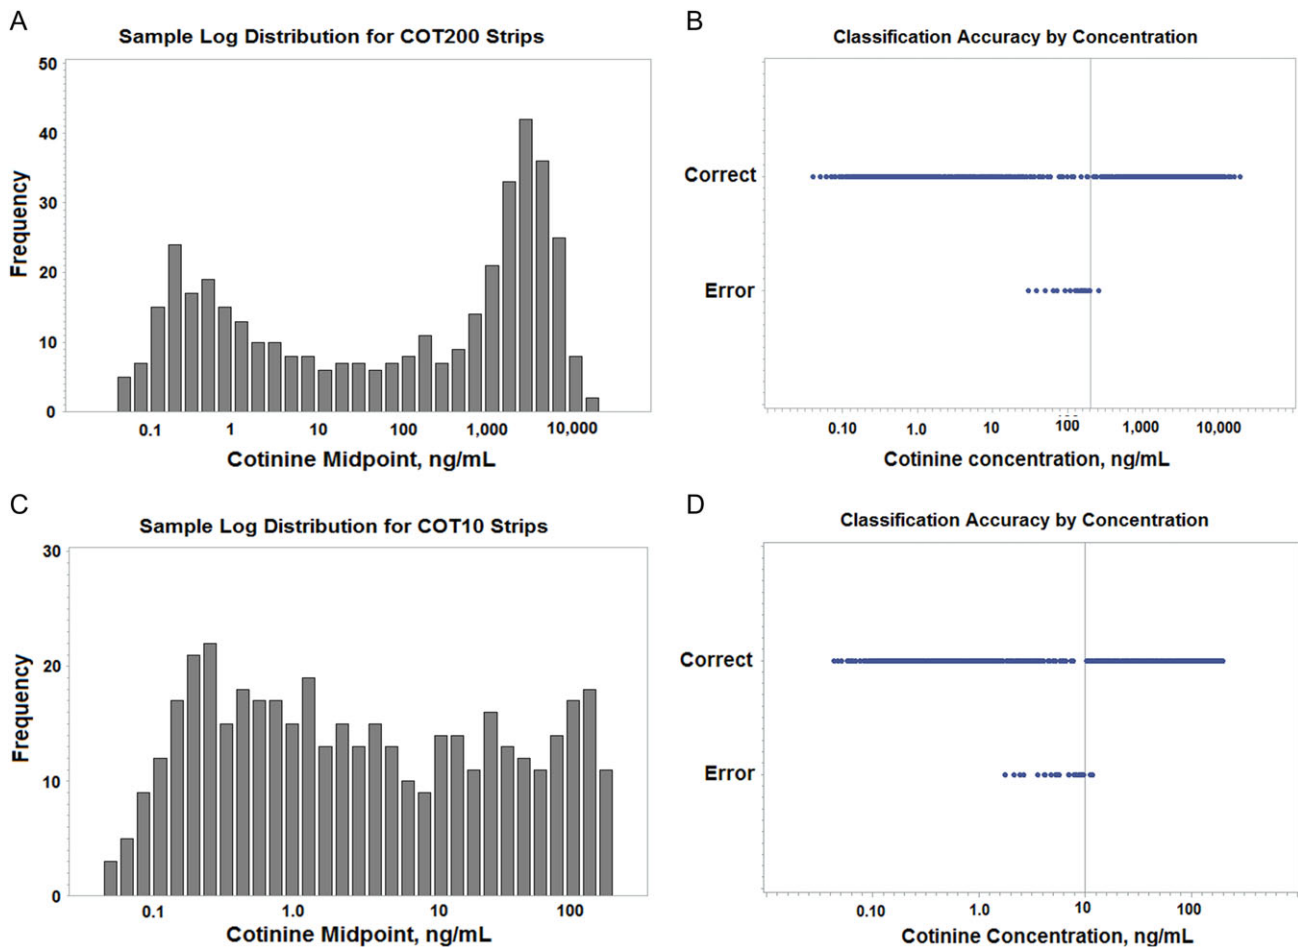 A
Sample Log Distribution for COT200 Strips
50
40
30
20
10
0
Frequency
0.1 1 10 100 1,000 10,000
Cotinine Midpoint, ng/mL
B
Classification Accuracy by Concentration
Correct
Error
0.10 1.0 10 100 1,000 10,000
Cotinine concentration, ng/mL
C
Sample Log Distribution for COT10 Strips
30
20
10
0
Frequency
0.1 1.0 10 100
Cotinine Midpoint, ng/mL
D
Classification Accuracy by Concentration
Correct
Error
0.10 1.0 10 100
Cotinine Concentration, ng/mL